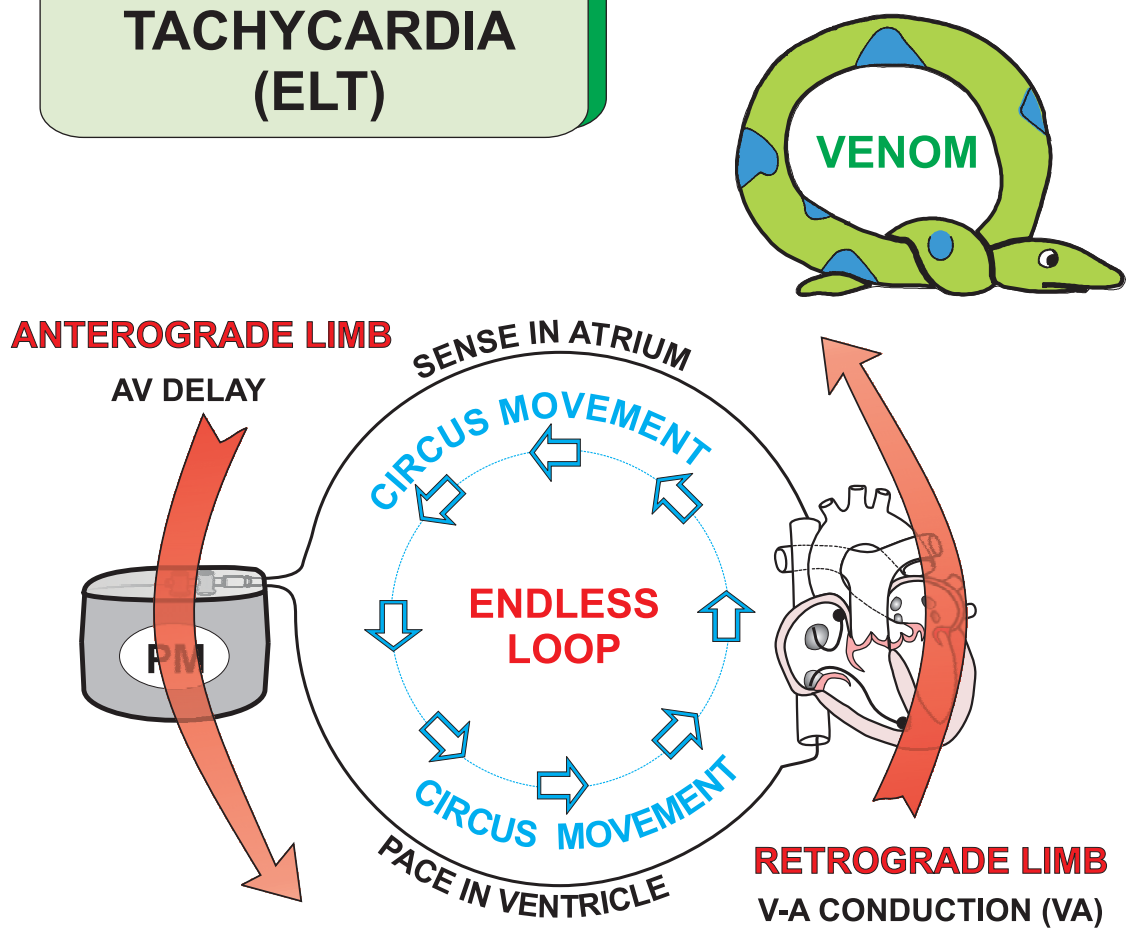 TACHYCARDIA
(ELT)
VENOM
ANTEROGRADE LIMB
AV DELAY
SENSE IN ATRIUM
CIRCUS MOVEMENT
ENDLESS
LOOP
PM
CIRCUS MOVEMENT
PACE IN VENTRICLE
RETROGRADE LIMB
V-A CONDUCTION (VA)